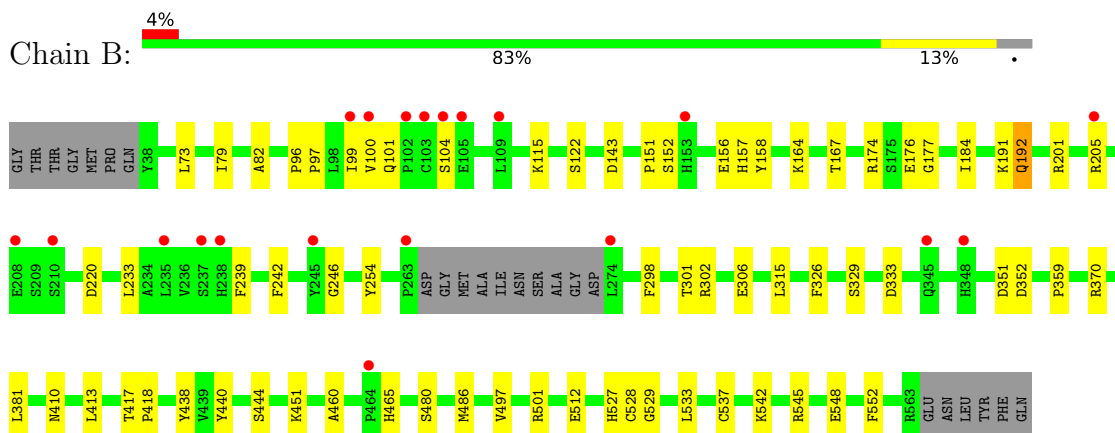 4%
Chain B:
83% 13% •
GLY THR THR GLY MET PRO GLN Y38 L73 I79 A82 P96 P97 L98 I99 V100 Q101 P102 C103 S104 E105 L109 K115 S122 D143 P151 S152 H153 E156 H157 Y158 K164 T167 R174 S175 E176 G177 I184 K191 Q192 R201 R205
E208 S209 S210 D220 L233 A234 L235 V236 S237 H238 F239 F242 Y245 G246 Y254 P263 ASP GLY MET ALA ILE ASN SER ALA GLY ASP L274 F298 T301 R302 E306 L315 F326 S329 D333 Q345 H348 D351 D352 P359 R370
L381 N410 L413 T417 P418 Y438 V439 Y440 S444 K451 A460 P464 H465 S480 M486 V497 R501 E512 H527 C528 G529 L533 C537 K542 R545 E548 F552 R563 GLU ASN LEU TYR PHE GLN